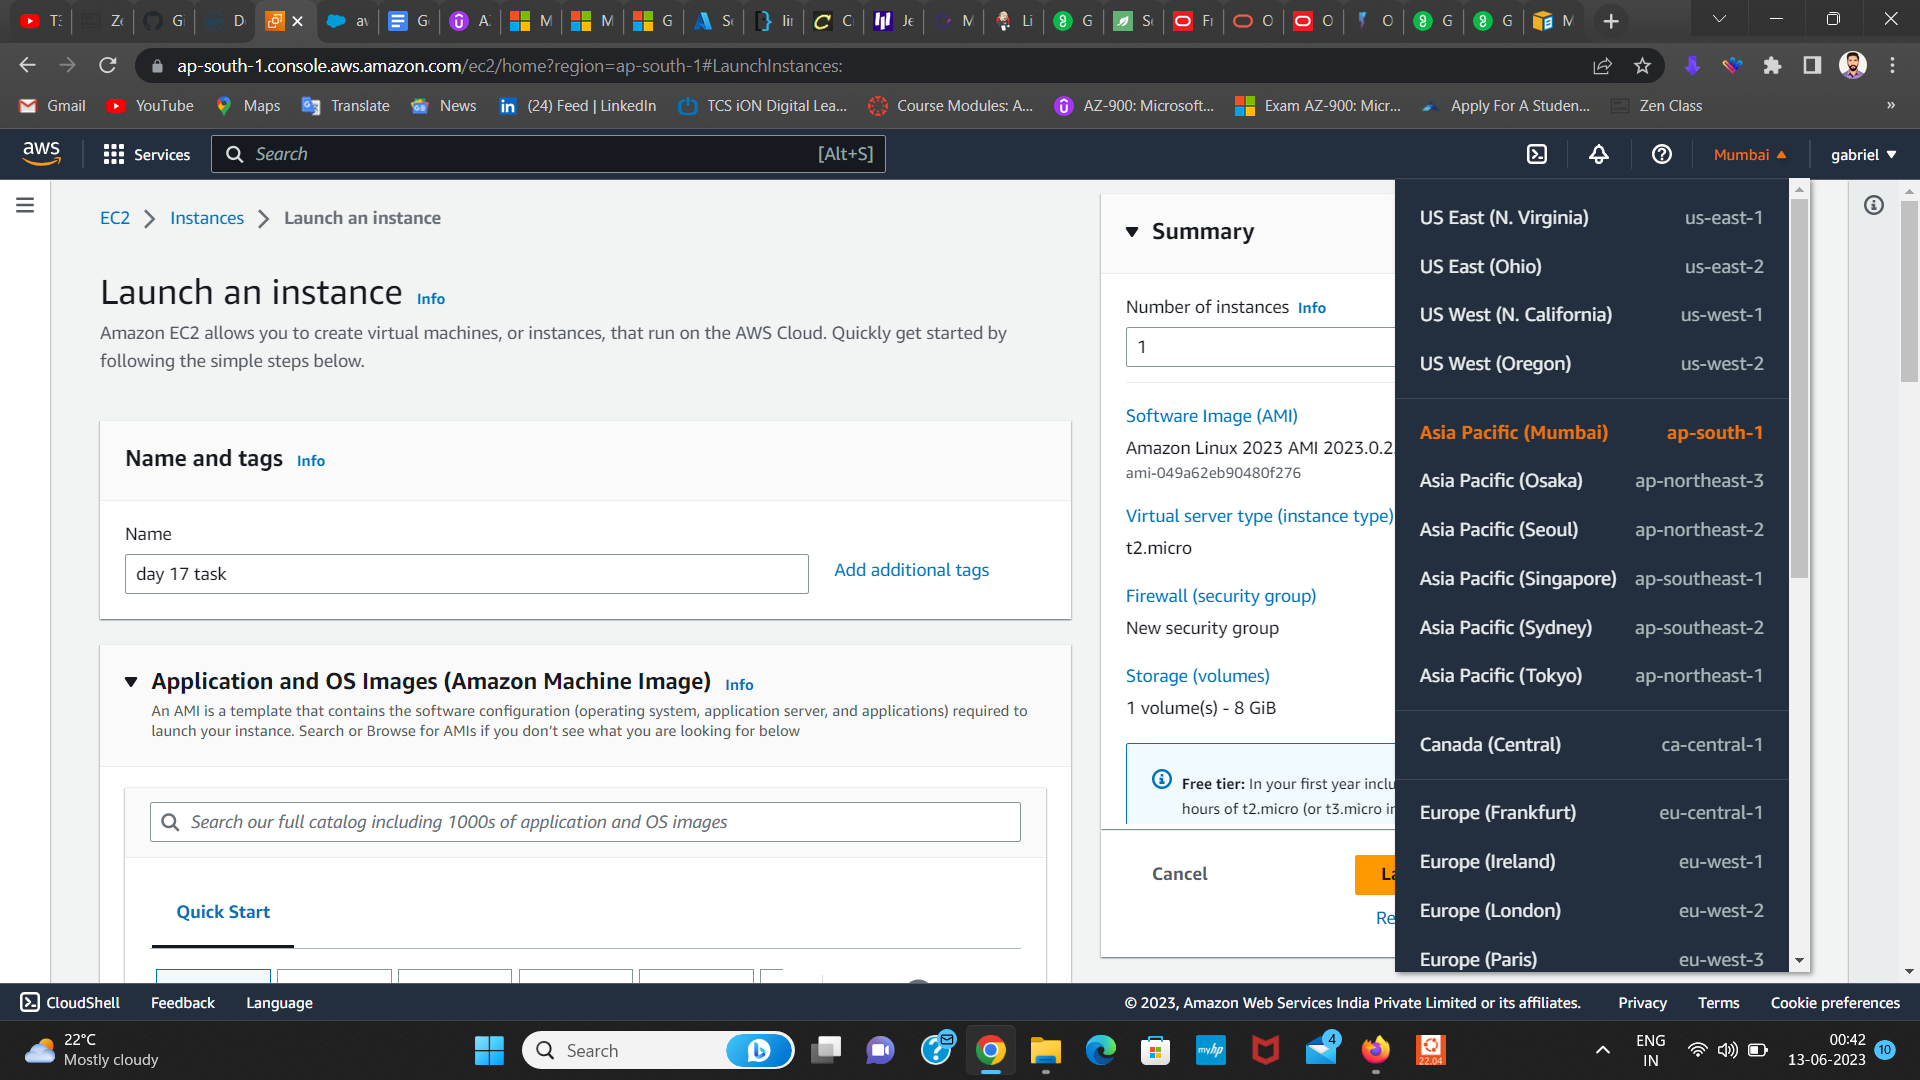 ap-south-1.console.aws.amazon.com/ec2/home?region=ap-south-1#LaunchInstances:
Gmail YouTube Maps Translate News (24) Feed | LinkedIn TCS iON Digital Lea... Course Modules: A... AZ-900: Microsoft... Exam AZ-900: Micr... Apply For A Studen... Zen Class »
aws Services Search [Alt+S] Mumbai gabriel
EC2 Instances Launch an instance
Launch an instance Info
Amazon EC2 allows you to create virtual machines, or instances, that run on the AWS Cloud. Quickly get started by
following the simple steps below.
Name and tags Info
Name
day 17 task Add additional tags
Application and OS Images (Amazon Machine Image) Info
An AMI is a template that contains the software configuration (operating system, application server, and applications) required to
launch your instance. Search or Browse for AMIs if you don't see what you are looking for below
Search our full catalog including 1000s of application and OS images
Quick Start
Summary
Number of instances Info
1
Software Image (AMI)
Amazon Linux 2023 AMI 2023.0.2
ami-049a62eb90480f276
Virtual server type (instance type)
t2.micro
Firewall (security group)
New security group
Storage (volumes)
1 volume(s) - 8 GiB
Free tier: In your first year inclu
hours of t2.micro (or t3.micro in
Cancel La
Re
US East (N. Virginia) us-east-1
US East (Ohio) us-east-2
US West (N. California) us-west-1
US West (Oregon) us-west-2
Asia Pacific (Mumbai) ap-south-1
Asia Pacific (Osaka) ap-northeast-3
Asia Pacific (Seoul) ap-northeast-2
Asia Pacific (Singapore) ap-southeast-1
Asia Pacific (Sydney) ap-southeast-2
Asia Pacific (Tokyo) ap-northeast-1
Canada (Central) ca-central-1
Europe (Frankfurt) eu-central-1
Europe (Ireland) eu-west-1
Europe (London) eu-west-2
Europe (Paris) eu-west-3
CloudShell Feedback Language © 2023, Amazon Web Services India Private Limited or its affiliates. Privacy Terms Cookie preferences
22°C
Mostly cloudy
Search
myhp
4
22.04
ENG
IN
00:42
13-06-2023
10